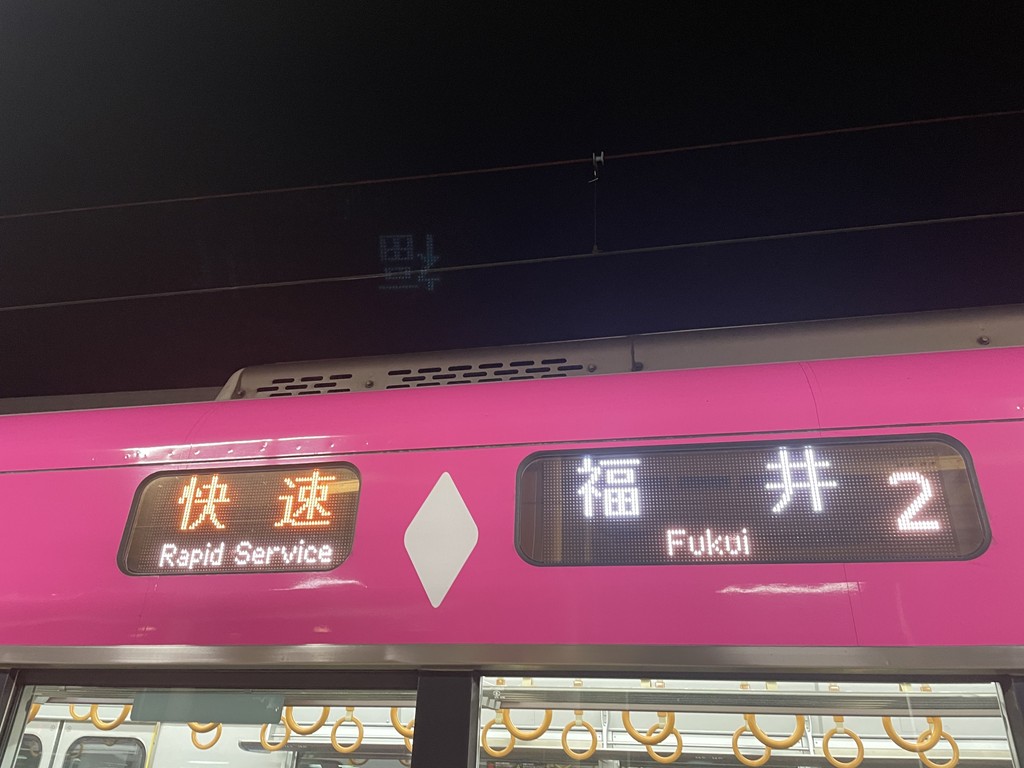 快速
Rapid Service
福井 2
Fukui